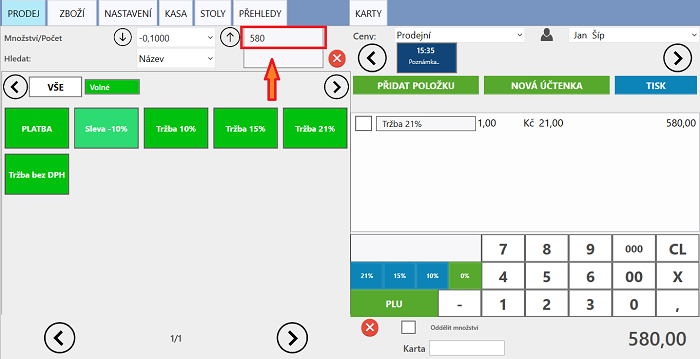 PRODEJ ZBOŽÍ NASTAVENÍ KASA STOLY PŘEHLEDY KARTY
Množství/Počet -0,1000 580 Ceny: Prodejní Jan Šíp
Hledat: Název 15:35
Poznámka..
VŠE Volné PŘIDAT POLOŽKU NOVÁ ÚČTENKA TISK
PLATBA Sleva -10% Tržba 10% Tržba 15% Tržba 21% Tržba 21% 1,00 Kč 21,00 580,00
Tržba bez DPH
7 8 9 000 CL
21% 15% 10% 0% 4 5 6 00 X
PLU - 1 2 3 0 ,
1/1 Oddělit množství 580,00
Karta